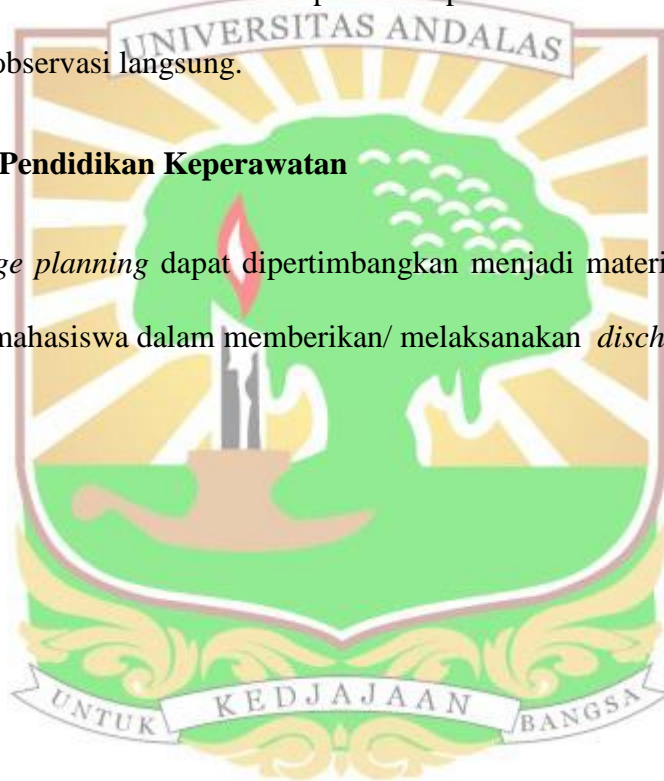 UNIVERSITAS ANDALAS
observasi langsung.
Pendidikan Keperawatan
ge planning dapat dipertimbangkan menjadi materi
mahasiswa dalam memberikan/ melaksanakan disch
UNTUK KEDJAJAAN BANGSA